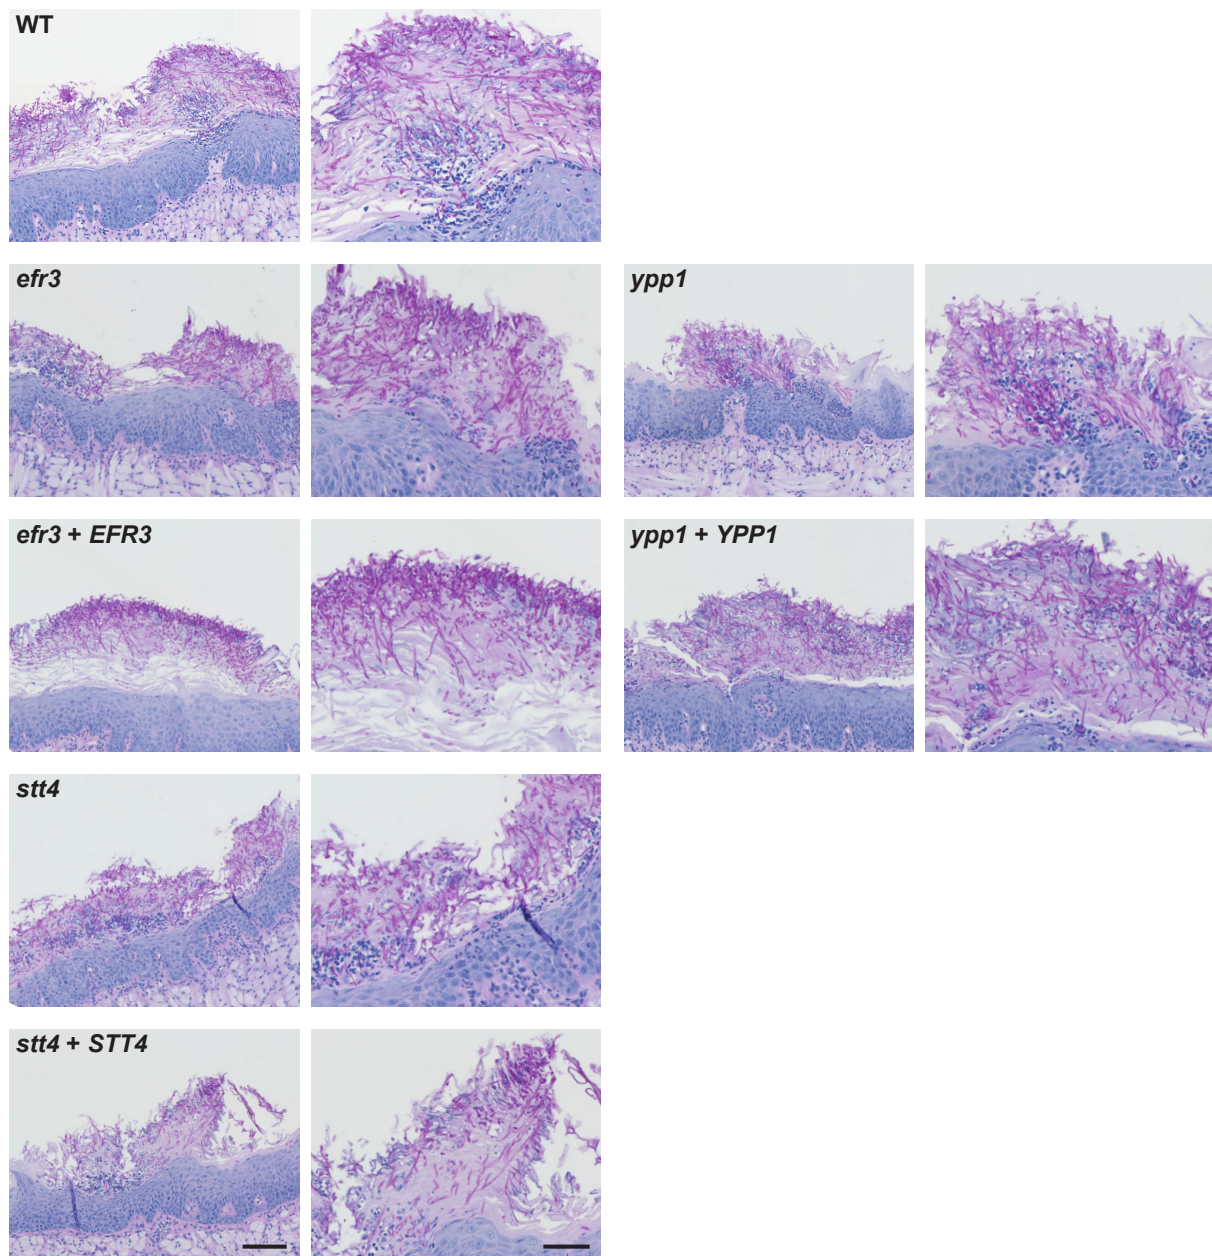 WT
efr3
ypp1
efr3 + EFR3
ypp1 + YPP1
stt4
stt4 + STT4